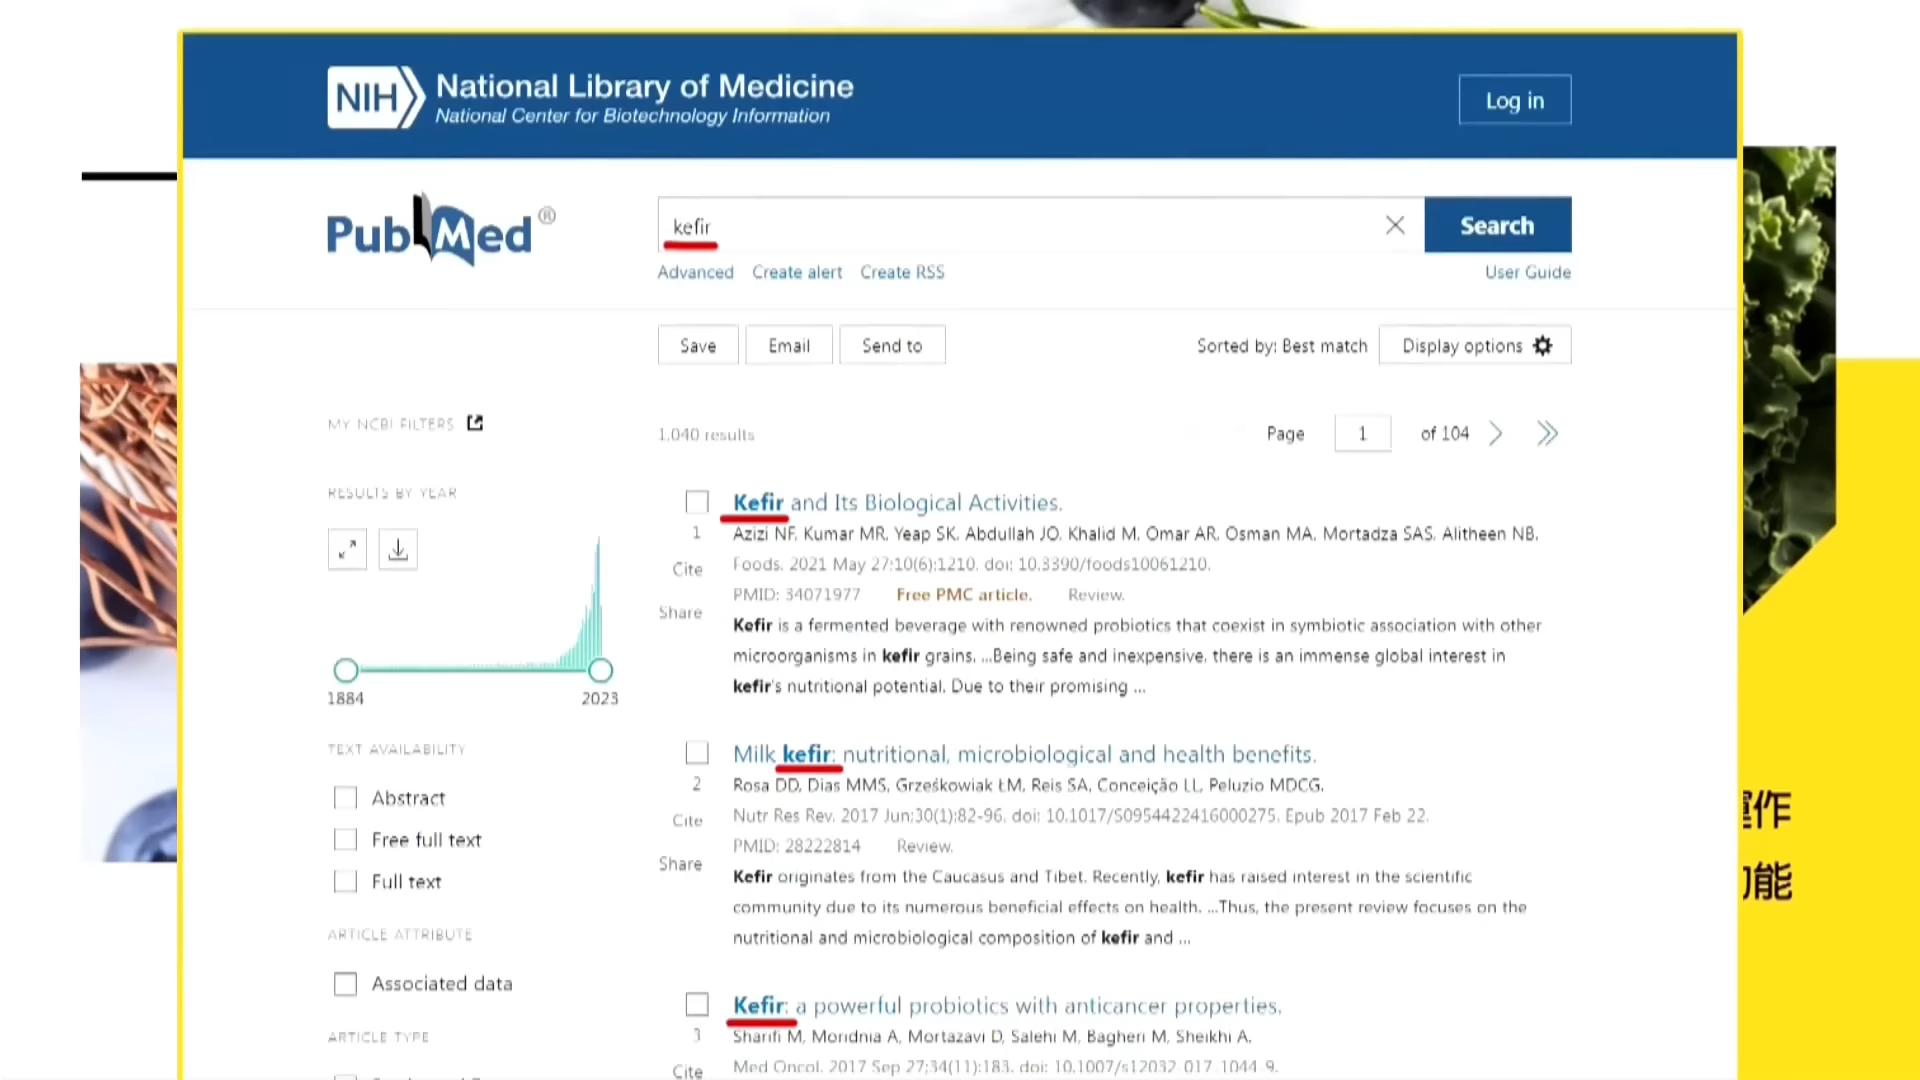 NIH National Library of Medicine
National Center for Biotechnology Information
Log in
PubMed®
kefir
Search
Advanced Create alert Create RSS
User Guide
Save Email Send to
Sorted by: Best match
Display options
MY NCBI FILTERS
1,040 results
Page 1 of 104
RESULTS BY YEAR
1884 2023
TEXT AVAILABILITY
Abstract
Free full text
Full text
ARTICLE ATTRIBUTE
Associated data
ARTICLE TYPE
Kefir and Its Biological Activities.
1
Azizi NF, Kumar MR, Yeap SK, Abdullah JO, Khalid M, Omar AR, Osman MA, Mortadza SAS, Alitheen NB.
Cite
Foods. 2021 May 27;10(6):1210. doi: 10.3390/foods10061210.
PMID: 34071977 Free PMC article. Review.
Share
Kefir is a fermented beverage with renowned probiotics that coexist in symbiotic association with other
microorganisms in kefir grains. ...Being safe and inexpensive, there is an immense global interest in
kefir's nutritional potential. Due to their promising ...
Milk kefir: nutritional, microbiological and health benefits.
2
Rosa DD, Dias MMS, Grześkowiak ŁM, Reis SA, Conceição LL, Peluzio MDCG.
Cite
Nutr Res Rev. 2017 Jun;30(1):82-96. doi: 10.1017/S0954422416000275. Epub 2017 Feb 22.
PMID: 28222814 Review.
Share
Kefir originates from the Caucasus and Tibet. Recently, kefir has raised interest in the scientific
community due to its numerous beneficial effects on health. ...Thus, the present review focuses on the
nutritional and microbiological composition of kefir and ...
Kefir: a powerful probiotics with anticancer properties.
3
Sharifi M, Moridnia A, Mortazavi D, Salehi M, Bagheri M, Sheikhi A.
Cite
Med Oncol. 2017 Sep 27;34(11):183. doi: 10.1007/s12032-017-1044-9.
作
能